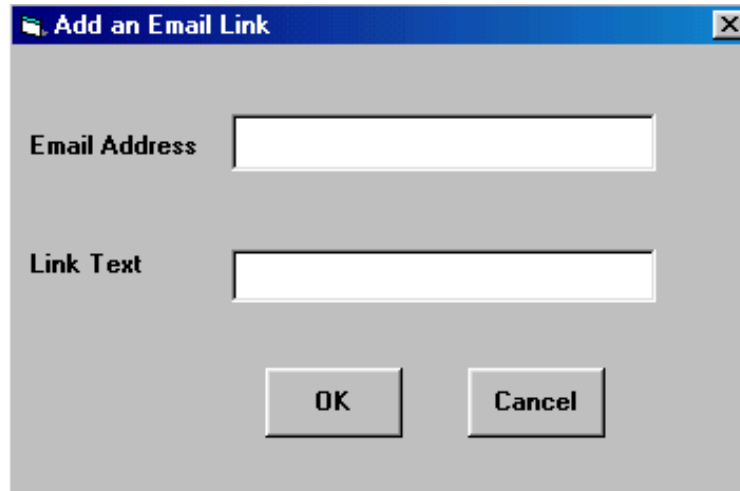 Add an Email Link
Email Address
Link Text
OK
Cancel